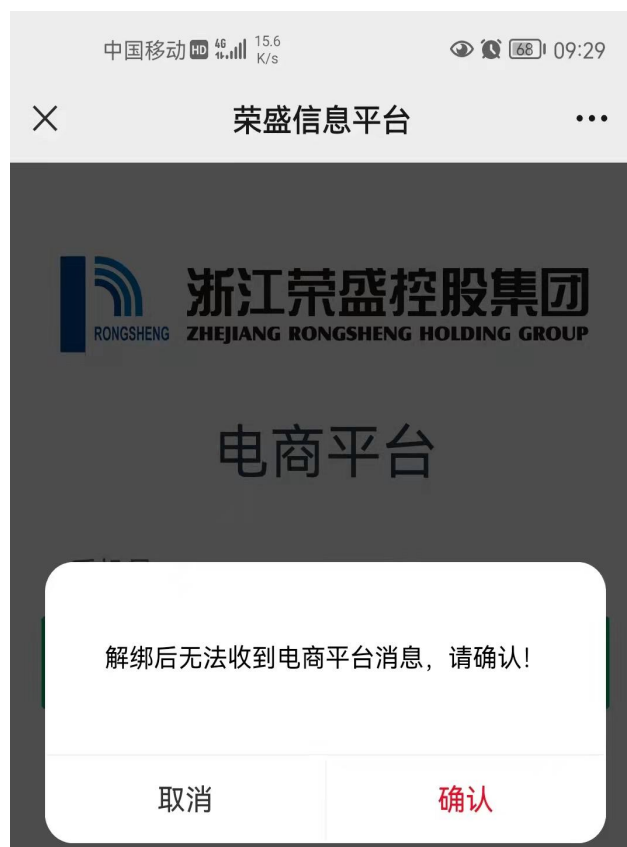 中国移动 HD 4G 15.6 K/s 68 09:29
荣盛信息平台
浙江荣盛控股集团
RONGSHENG ZHEJIANG RONGSHENG HOLDING GROUP
电商平台
解绑后无法收到电商平台消息，请确认！
取消 确认